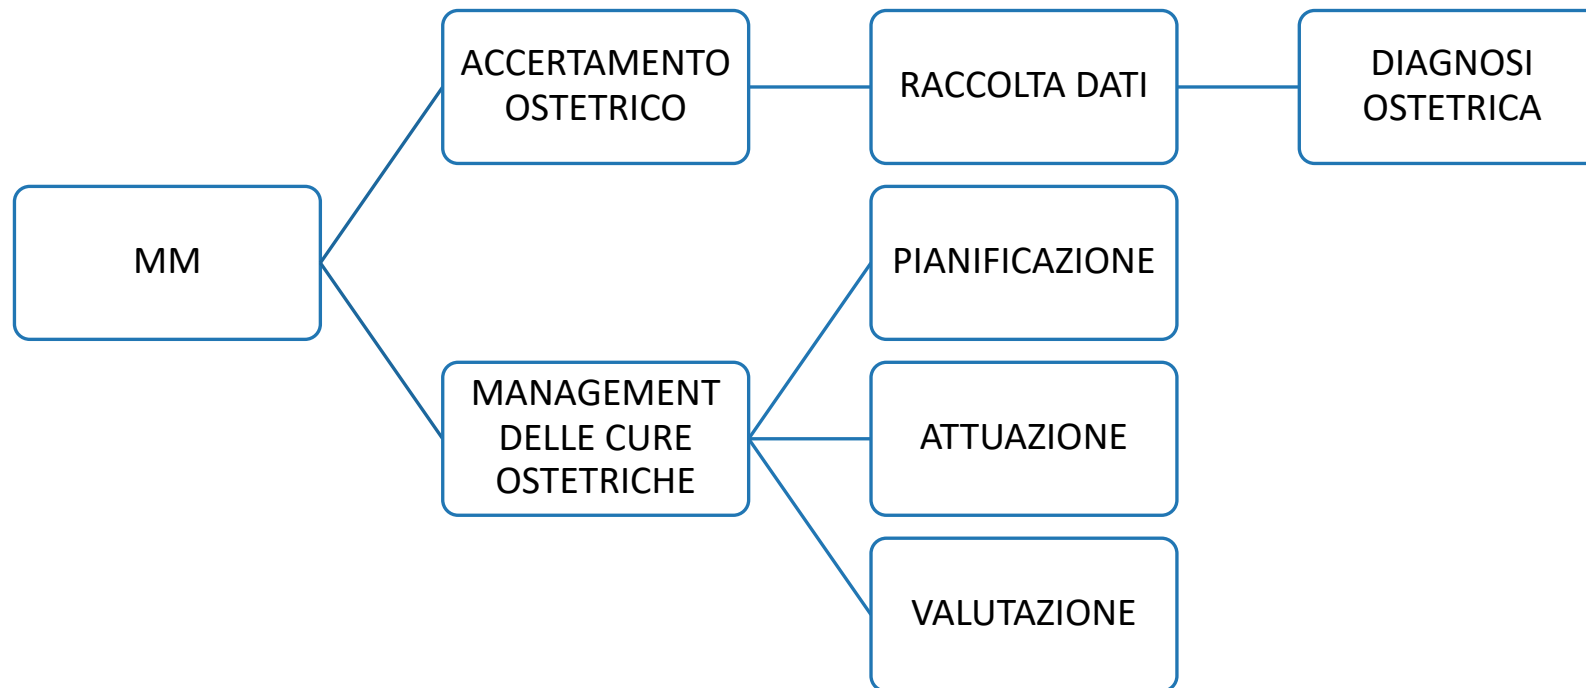 ACCERTAMENTO
OSTETRICO
RACCOLTA DATI
DIAGNOSI
OSTETRICA
MM
PIANIFICAZIONE
MANAGEMENT
DELLE CURE
OSTETRICHE
ATTUAZIONE
VALUTAZIONE